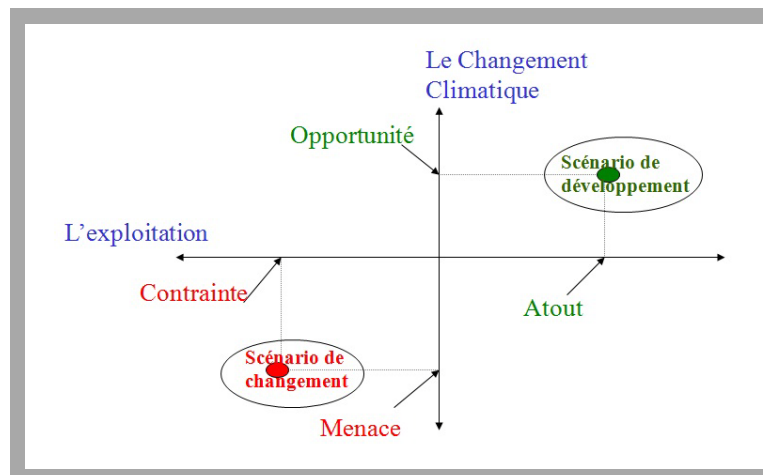 Le Changement
Climatique
Opportunité
Scénario de
développement
L'exploitation
Contrainte
Atout
Scénario de
changement
Menace